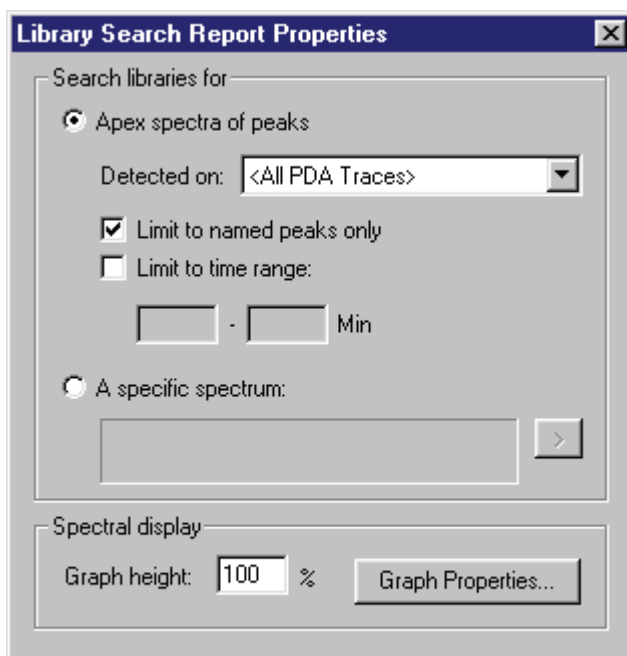 Library Search Report Properties
Search libraries for
Apex spectra of peaks
Detected on: <All PDA Traces>
Limit to named peaks only
Limit to time range:
- Min
A specific spectrum:
>
Spectral display
Graph height: 100 % Graph Properties...